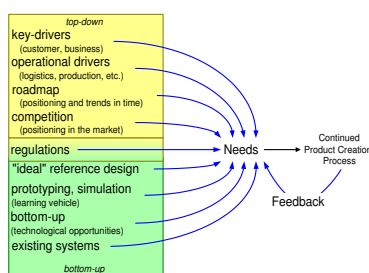 top-down
key-drivers
(customer, business)
operational drivers
(logistics, production, etc.)
roadmap
(positioning and trends in time)
competition
(positioning in the market)
regulations
"ideal" reference design
prototyping, simulation
(learning vehicle)
bottom-up
(technological opportunities)
existing systems
bottom-up
Needs
Continued
Product Creation
Process
Feedback